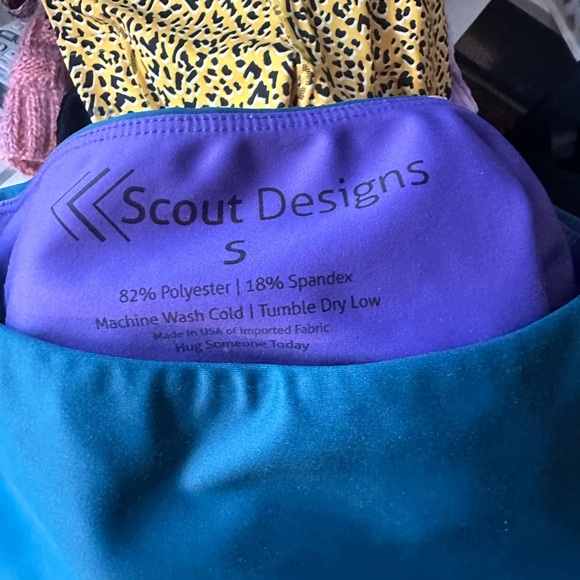 Scout Designs
S
82% Polyester | 18% Spandex
Machine Wash Cold | Tumble Dry Low
Made in USA of Imported Fabric
Hug Someone Today